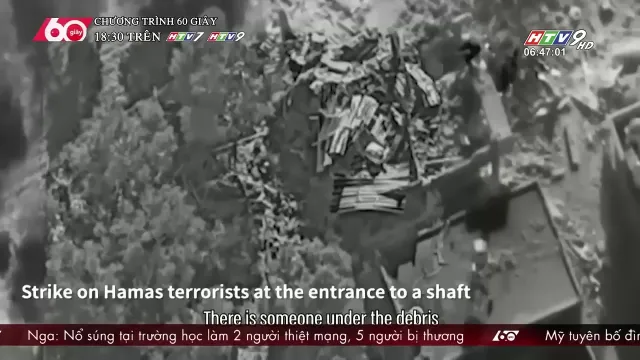 60 giây
CHƯƠNG TRÌNH 60 GIÂY
18:30 TRÊN HTV7 HTV9
HTV9 HD
06:47:01
Strike on Hamas terrorists at the entrance to a shaft
There is someone under the debris
Nga: Nổ súng tại trường học làm 2 người thiệt mạng, 5 người bị thương
60 giây
Mỹ tuyên bố